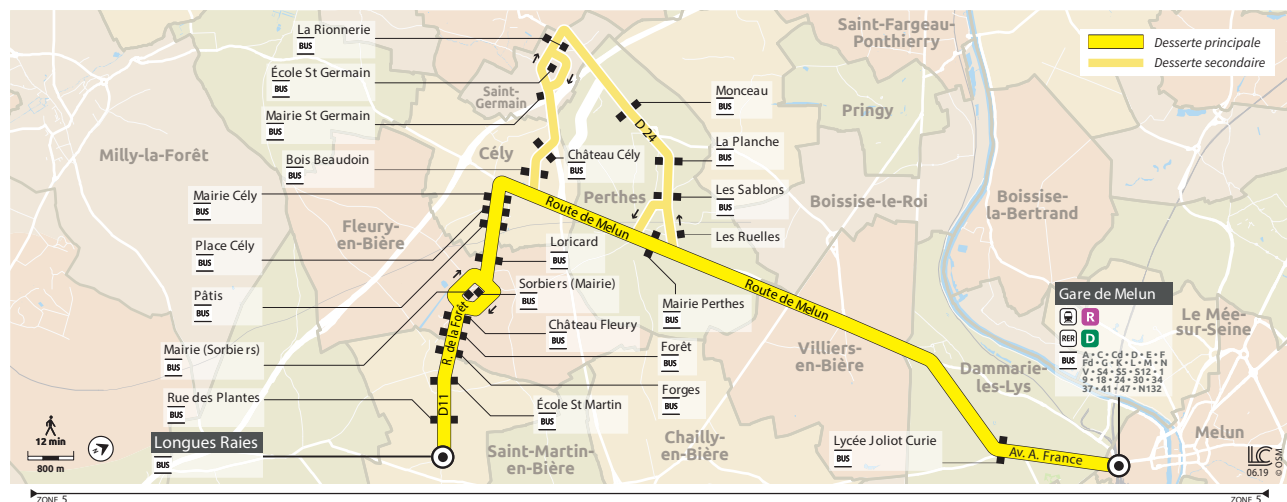 La Rionnerie
BUS
École St Germain
BUS
Mairie St Germain
BUS
Bois Beaudoin
BUS
Mairie Cély
BUS
Place Cély
BUS
Pâtis
BUS
Mairie (Sorbiers)
BUS
Rue des Plantes
BUS
Longues Raies
BUS
12 min
800 m
Milly-la-Forêt
Fleury-
en-Bière
Saint-
Germain
Cély
Perthes
Château Cély
BUS
Loricard
BUS
Sorbiers (Mairie)
BUS
Château Fleury
BUS
Forêt
BUS
Forges
BUS
École St Martin
BUS
Mairie Perthes
BUS
Monceau
BUS
La Planche
BUS
Les Sablons
BUS
Les Ruelles
BUS
D 24
Route de Melun
Route de Melun
R. de la Forêt
D11
Av. A. France
Saint-Martin-
en-Bière
Chailly-
en-Bière
Villiers-
en-Bière
Saint-Fargeau-
Ponthierry
Pringy
Boissise-le-Roi
Boissise-
la-Bertrand
Dammarie-
les-Lys
Le Mée-
sur-Seine
Melun
Lycée Joliot Curie
BUS
Desserte principale
Desserte secondaire
Gare de Melun
R
RER D
BUS
A • C • Cd • D • E • F
Fd • G • K • L • M • N
V • S4 • S5 • S12 • 1
9 • 18 • 24 • 30 • 34
37 • 41 • 47 • N132
LC
06.19
© OSM
ZONE 5
ZONE 5